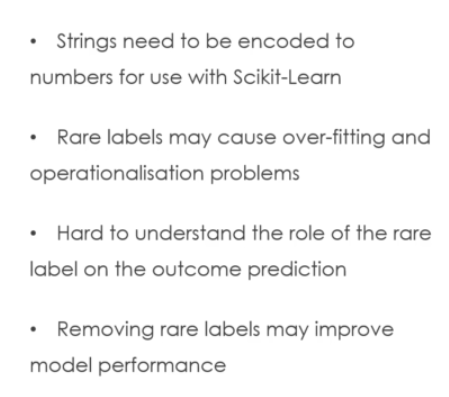 • Strings need to be encoded to
numbers for use with Scikit-Learn
• Rare labels may cause over-fitting and
operationalisation problems
• Hard to understand the role of the rare
label on the outcome prediction
• Removing rare labels may improve
model performance